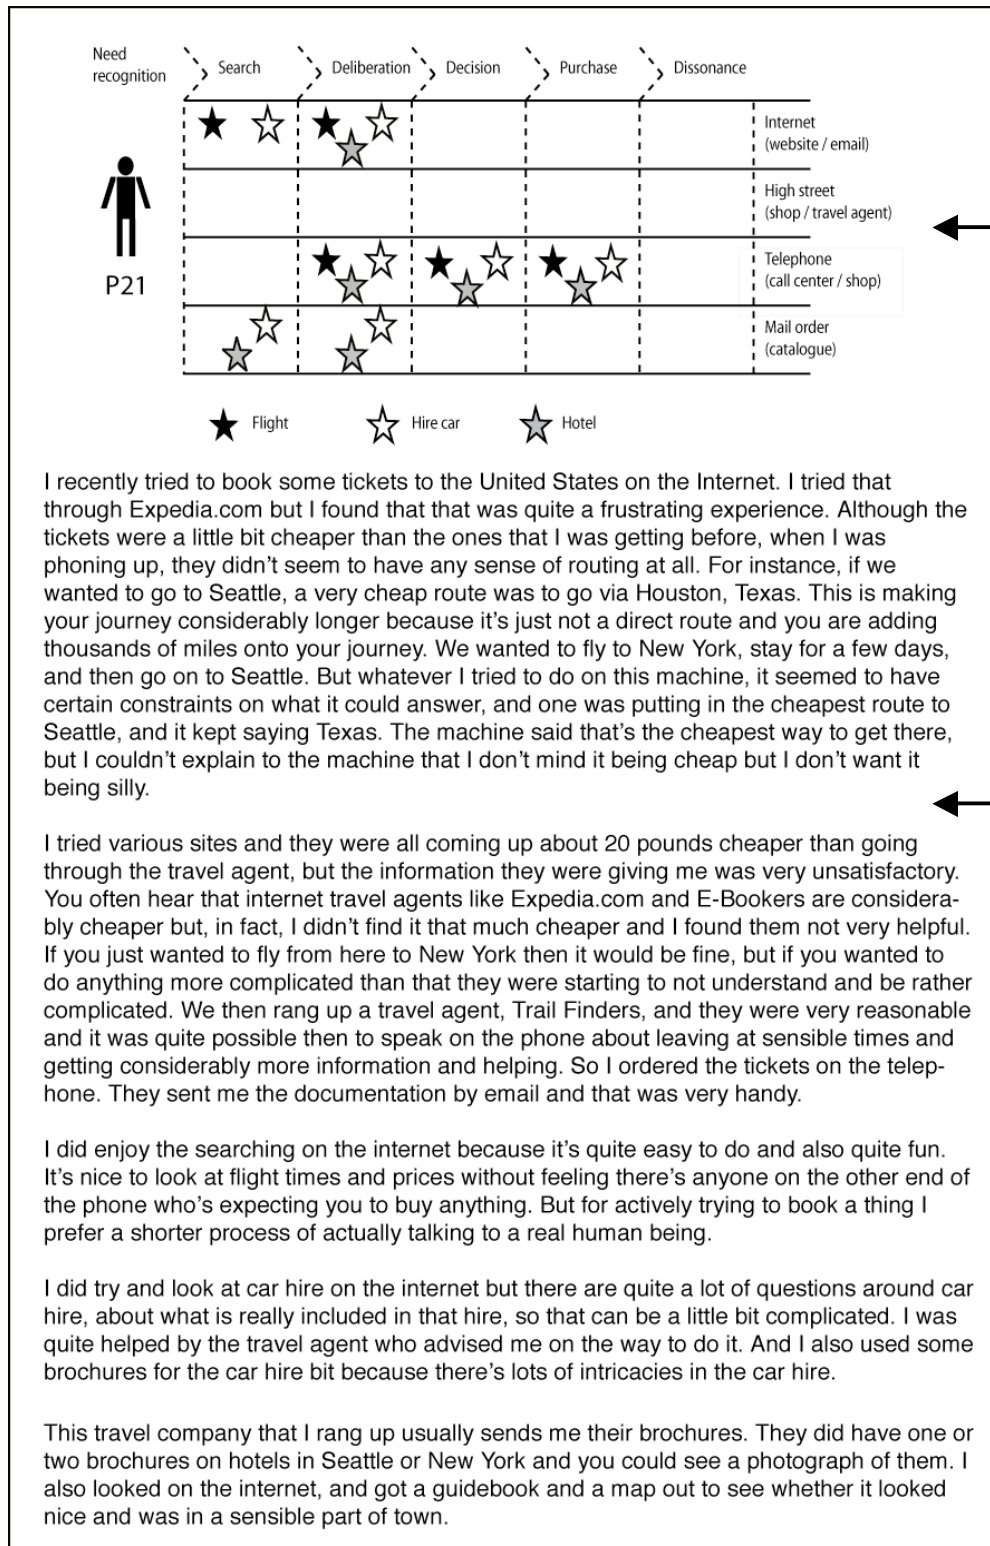 Need
recognition
Search
Deliberation
Decision
Purchase
Dissonance
Internet
(website / email)
High street
(shop / travel agent)
P21
Telephone
(call center / shop)
Mail order
(catalogue)
Flight
Hire car
Hotel
I recently tried to book some tickets to the United States on the Internet. I tried that
through Expedia.com but I found that that was quite a frustrating experience. Although the
tickets were a little bit cheaper than the ones that I was getting before, when I was
phoning up, they didn’t seem to have any sense of routing at all. For instance, if we
wanted to go to Seattle, a very cheap route was to go via Houston, Texas. This is making
your journey considerably longer because it’s just not a direct route and you are adding
thousands of miles onto your journey. We wanted to fly to New York, stay for a few days,
and then go on to Seattle. But whatever I tried to do on this machine, it seemed to have
certain constraints on what it could answer, and one was putting in the cheapest route to
Seattle, and it kept saying Texas. The machine said that’s the cheapest way to get there,
but I couldn’t explain to the machine that I don’t mind it being cheap but I don’t want it
being silly.
I tried various sites and they were all coming up about 20 pounds cheaper than going
through the travel agent, but the information they were giving me was very unsatisfactory.
You often hear that internet travel agents like Expedia.com and E-Bookers are considera-
bly cheaper but, in fact, I didn’t find it that much cheaper and I found them not very helpful.
If you just wanted to fly from here to New York then it would be fine, but if you wanted to
do anything more complicated than that they were starting to not understand and be rather
complicated. We then rang up a travel agent, Trail Finders, and they were very reasonable
and it was quite possible then to speak on the phone about leaving at sensible times and
getting considerably more information and helping. So I ordered the tickets on the telep-
hone. They sent me the documentation by email and that was very handy.
I did enjoy the searching on the internet because it’s quite easy to do and also quite fun.
It’s nice to look at flight times and prices without feeling there’s anyone on the other end of
the phone who’s expecting you to buy anything. But for actively trying to book a thing I
prefer a shorter process of actually talking to a real human being.
I did try and look at car hire on the internet but there are quite a lot of questions around car
hire, about what is really included in that hire, so that can be a little bit complicated. I was
quite helped by the travel agent who advised me on the way to do it. And I also used some
brochures for the car hire bit because there’s lots of intricacies in the car hire.
This travel company that I rang up usually sends me their brochures. They did have one or
two brochures on hotels in Seattle or New York and you could see a photograph of them. I
also looked on the internet, and got a guidebook and a map out to see whether it looked
nice and was in a sensible part of town.